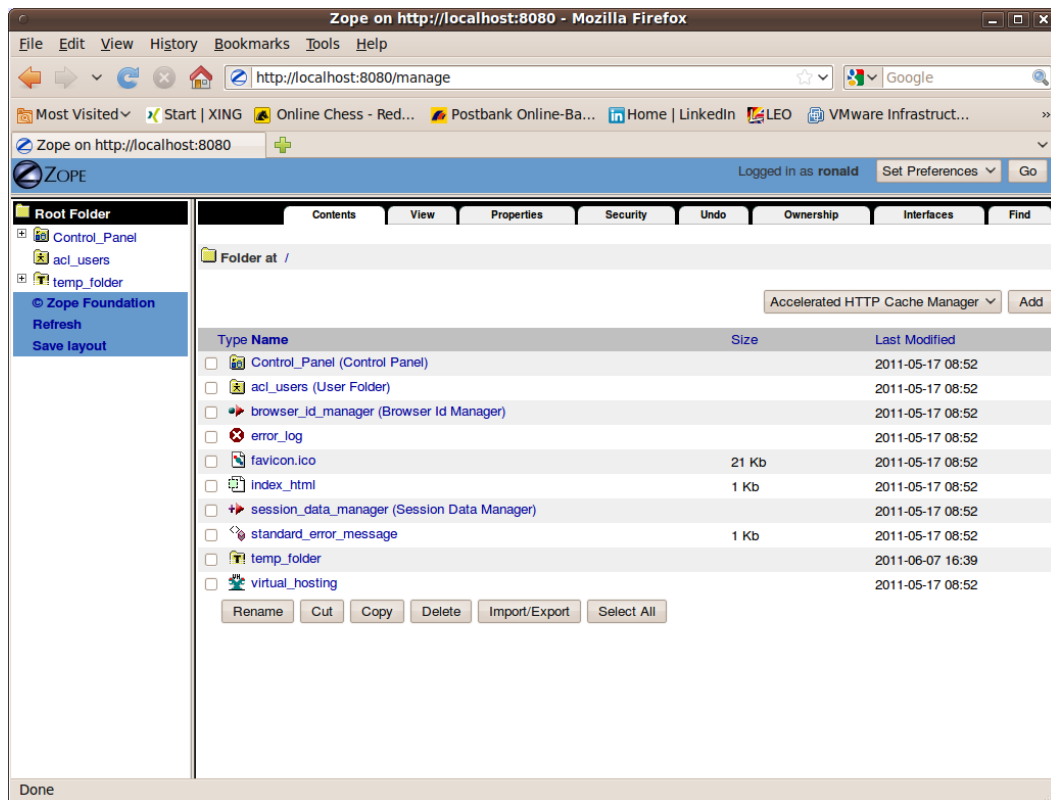 Zope on http://localhost:8080 - Mozilla Firefox
File Edit View History Bookmarks Tools Help
http://localhost:8080/manage Google
Most Visited Start | XING Online Chess - Red... Postbank Online-Ba... in Home | LinkedIn LEO VMware Infrastruct... »
Zope on http://localhost:8080
ZOPE Logged in as ronald Set Preferences Go
Root Folder
Control_Panel
acl_users
temp_folder
© Zope Foundation
Refresh
Save layout
Contents View Properties Security Undo Ownership Interfaces Find
Folder at /
Accelerated HTTP Cache Manager Add
Type Name Size Last Modified
Control_Panel (Control Panel) 2011-05-17 08:52
acl_users (User Folder) 2011-05-17 08:52
browser_id_manager (Browser Id Manager) 2011-05-17 08:52
error_log 2011-05-17 08:52
favicon.ico 21 Kb 2011-05-17 08:52
index_html 1 Kb 2011-05-17 08:52
session_data_manager (Session Data Manager) 2011-05-17 08:52
standard_error_message 1 Kb 2011-05-17 08:52
temp_folder 2011-06-07 16:39
virtual_hosting 2011-05-17 08:52
Rename Cut Copy Delete Import/Export Select All
Done